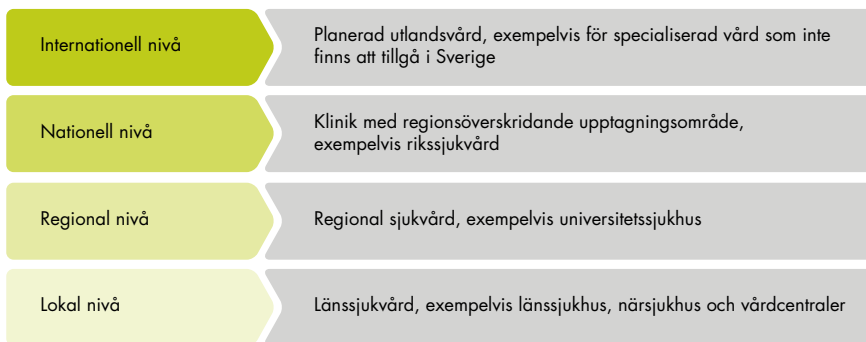 Internationell nivå
Planerad utlandsvård, exempelvis för specialiserad vård som inte
finns att tillgå i Sverige
Nationell nivå
Klinik med regionsöverskridande upptagningsområde,
exempelvis rikssjukvård
Regional nivå
Regional sjukvård, exempelvis universitetssjukhus
Lokal nivå
Länssjukvård, exempelvis länssjukhus, närsjukhus och vårdcentraler